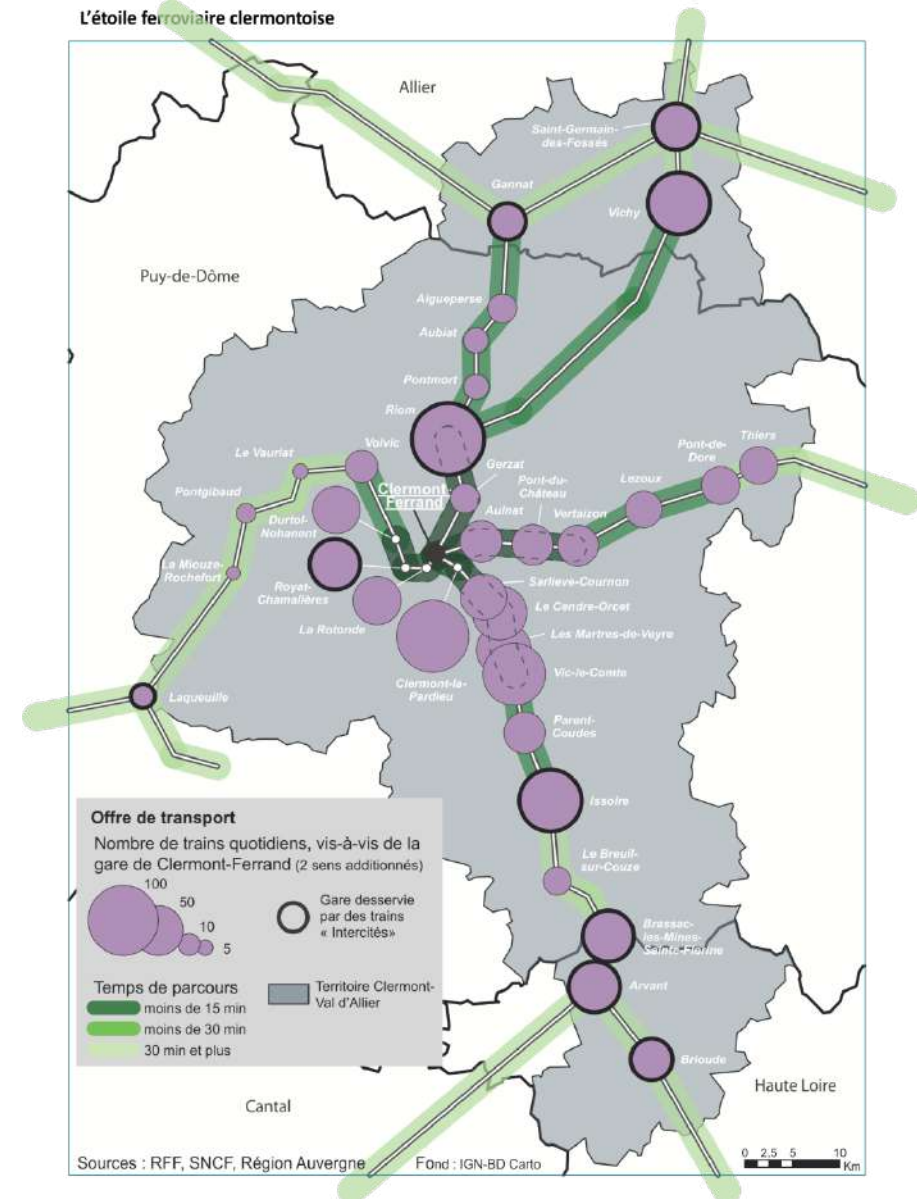 L'étoile ferroviaire clermontoise
Allier
Saint-Germain-
des-Fossés
Gannat
Vichy
Puy-de-Dôme
Aigueperse
Aubiat
Pontmort
Riom
Volvic
Le Vauriat
Pontgibaud
Gerzat
Clermont-
Ferrand
Pont-du-
Château
Aulnat
Vertaizon
Lezoux
Pont-de-
Dore
Thiers
Durtol-
Nohanent
La Miouze-
Rochefort
Royat-
Chamalières
La Rotonde
Sarlieve-Cournon
Le Cendre-Orcet
Les Martres-de-Veyre
Vic-le-Comte
Clermont-la-
Pardieu
Laqueuille
Parent-
Coudes
Issoire
Le Breuil-
sur-Couze
Brassac-
les-Mines-
Sainte-Florine
Arvant
Brioude
Haute Loire
Cantal
Offre de transport
Nombre de trains quotidiens, vis-à-vis de la
gare de Clermont-Ferrand (2 sens additionnés)
100
50
10
5
Gare desservie
par des trains
« Intercités»
Temps de parcours
moins de 15 min
moins de 30 min
30 min et plus
Territoire Clermont-
Val d'Allier
Sources : RFF, SNCF, Région Auvergne
Fond : IGN-BD Carto
0 2,5 5 10
Km